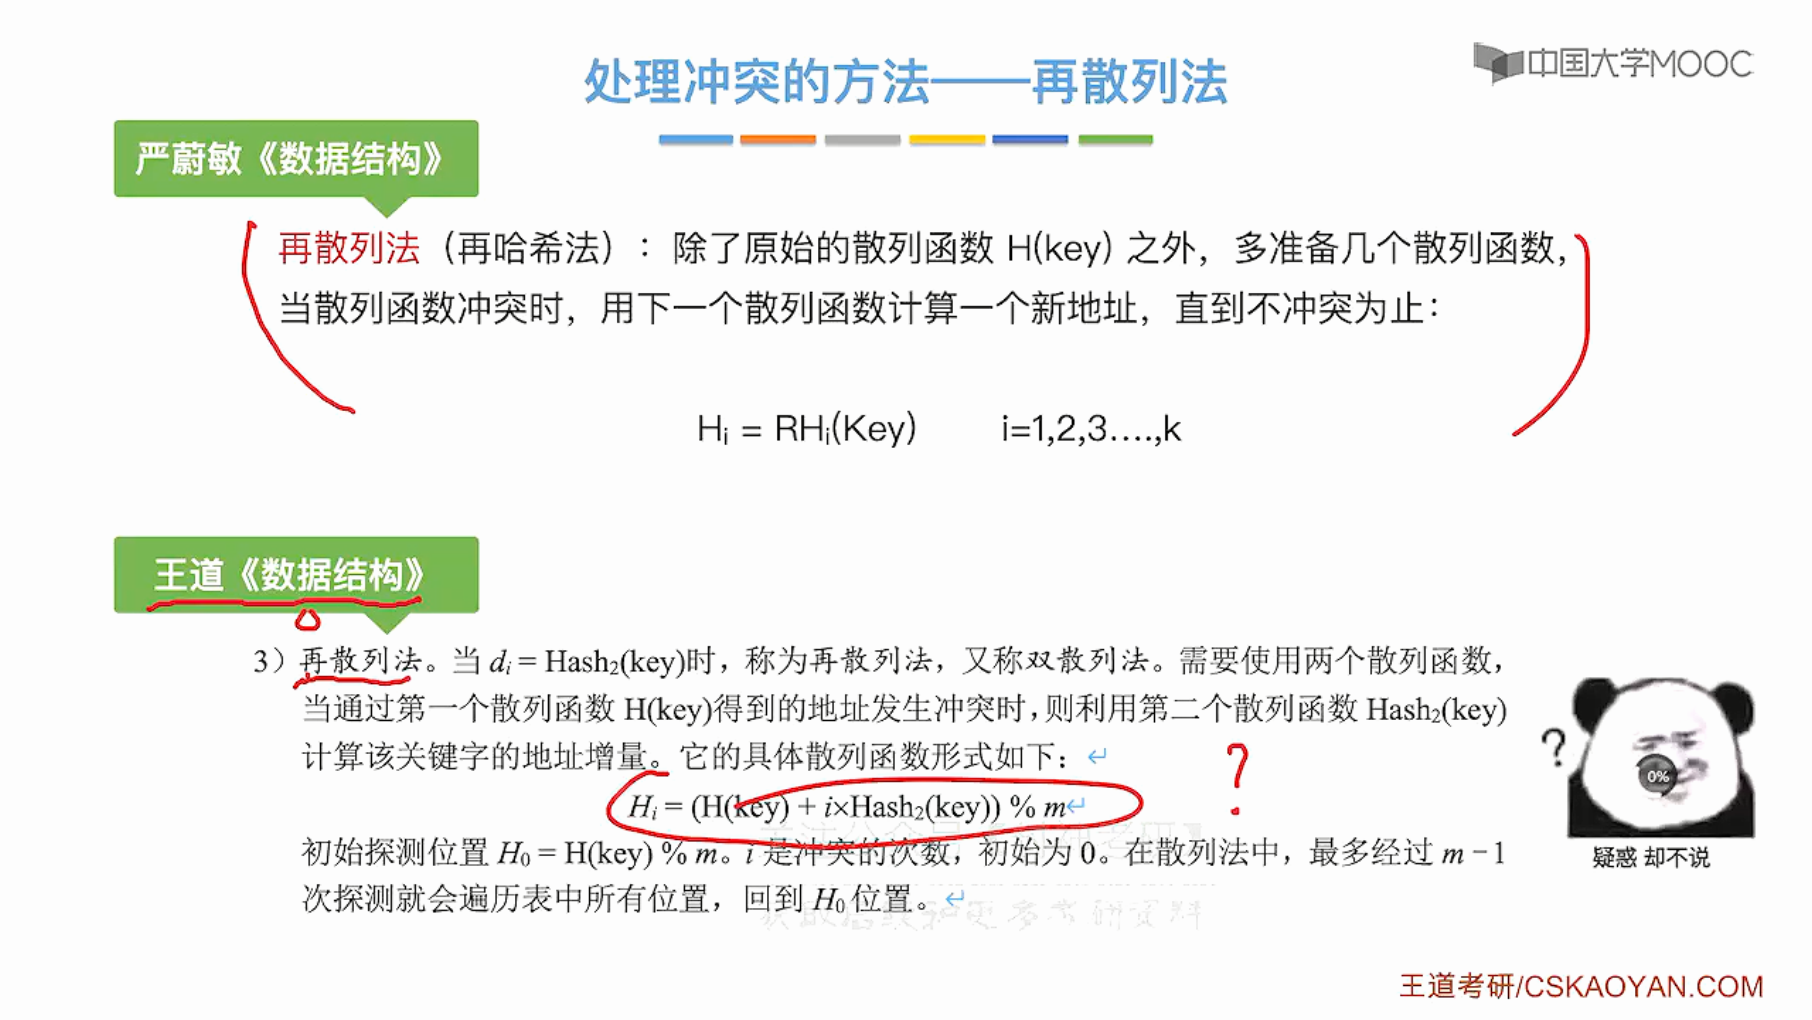 处理冲突的方法——再散列法
中国大学MOOC
严蔚敏《数据结构》
再散列法（再哈希法）：除了原始的散列函数 H(key) 之外，多准备几个散列函数，
当散列函数冲突时，用下一个散列函数计算一个新地址，直到不冲突为止：
Hᵢ = RHᵢ(Key) i=1,2,3….,k
王道《数据结构》
3）再散列法。当 dᵢ = Hash₂(key)时，称为再散列法，又称双散列法。需要使用两个散列函数，
当通过第一个散列函数 H(key)得到的地址发生冲突时，则利用第二个散列函数 Hash₂(key)
计算该关键字的地址增量。它的具体散列函数形式如下：↵
?
Hᵢ = (H(key) + i×Hash₂(key)) % m↵
初始探测位置 H₀ = H(key) % m。i 是冲突的次数，初始为 0。在散列法中，最多经过 m − 1
次探测就会遍历表中所有位置，回到 H₀ 位置。↵
?
0%
疑惑 却不说
王道考研/CSKAOYAN.COM